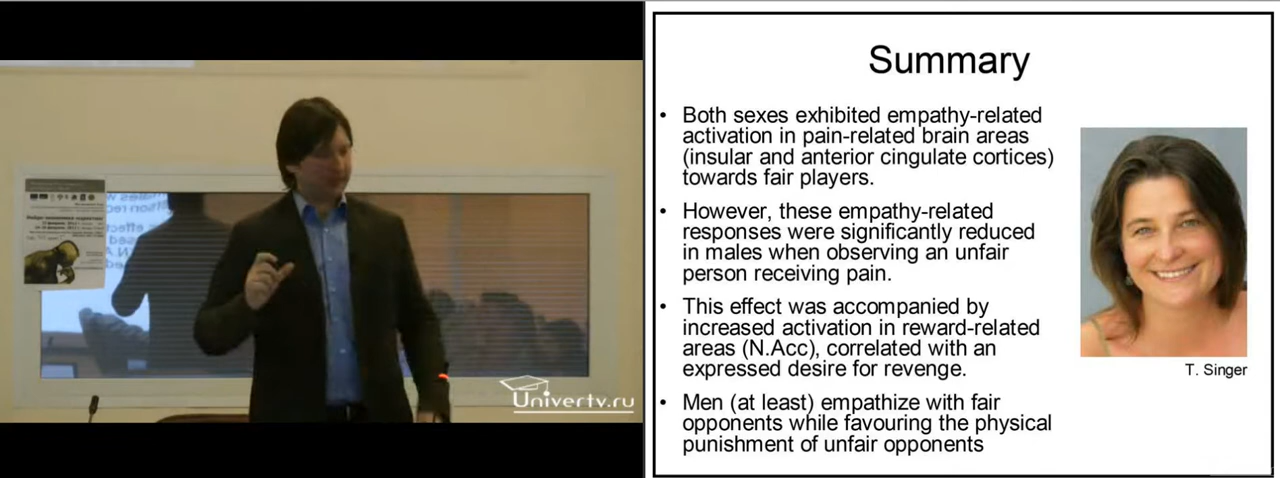 Univertv.ru
Summary
• Both sexes exhibited empathy-related
activation in pain-related brain areas
(insular and anterior cingulate cortices)
towards fair players.
• However, these empathy-related
responses were significantly reduced
in males when observing an unfair
person receiving pain.
• This effect was accompanied by
increased activation in reward-related
areas (N.Acc), correlated with an
expressed desire for revenge.
• Men (at least) empathize with fair
opponents while favouring the physical
punishment of unfair opponents
T. Singer